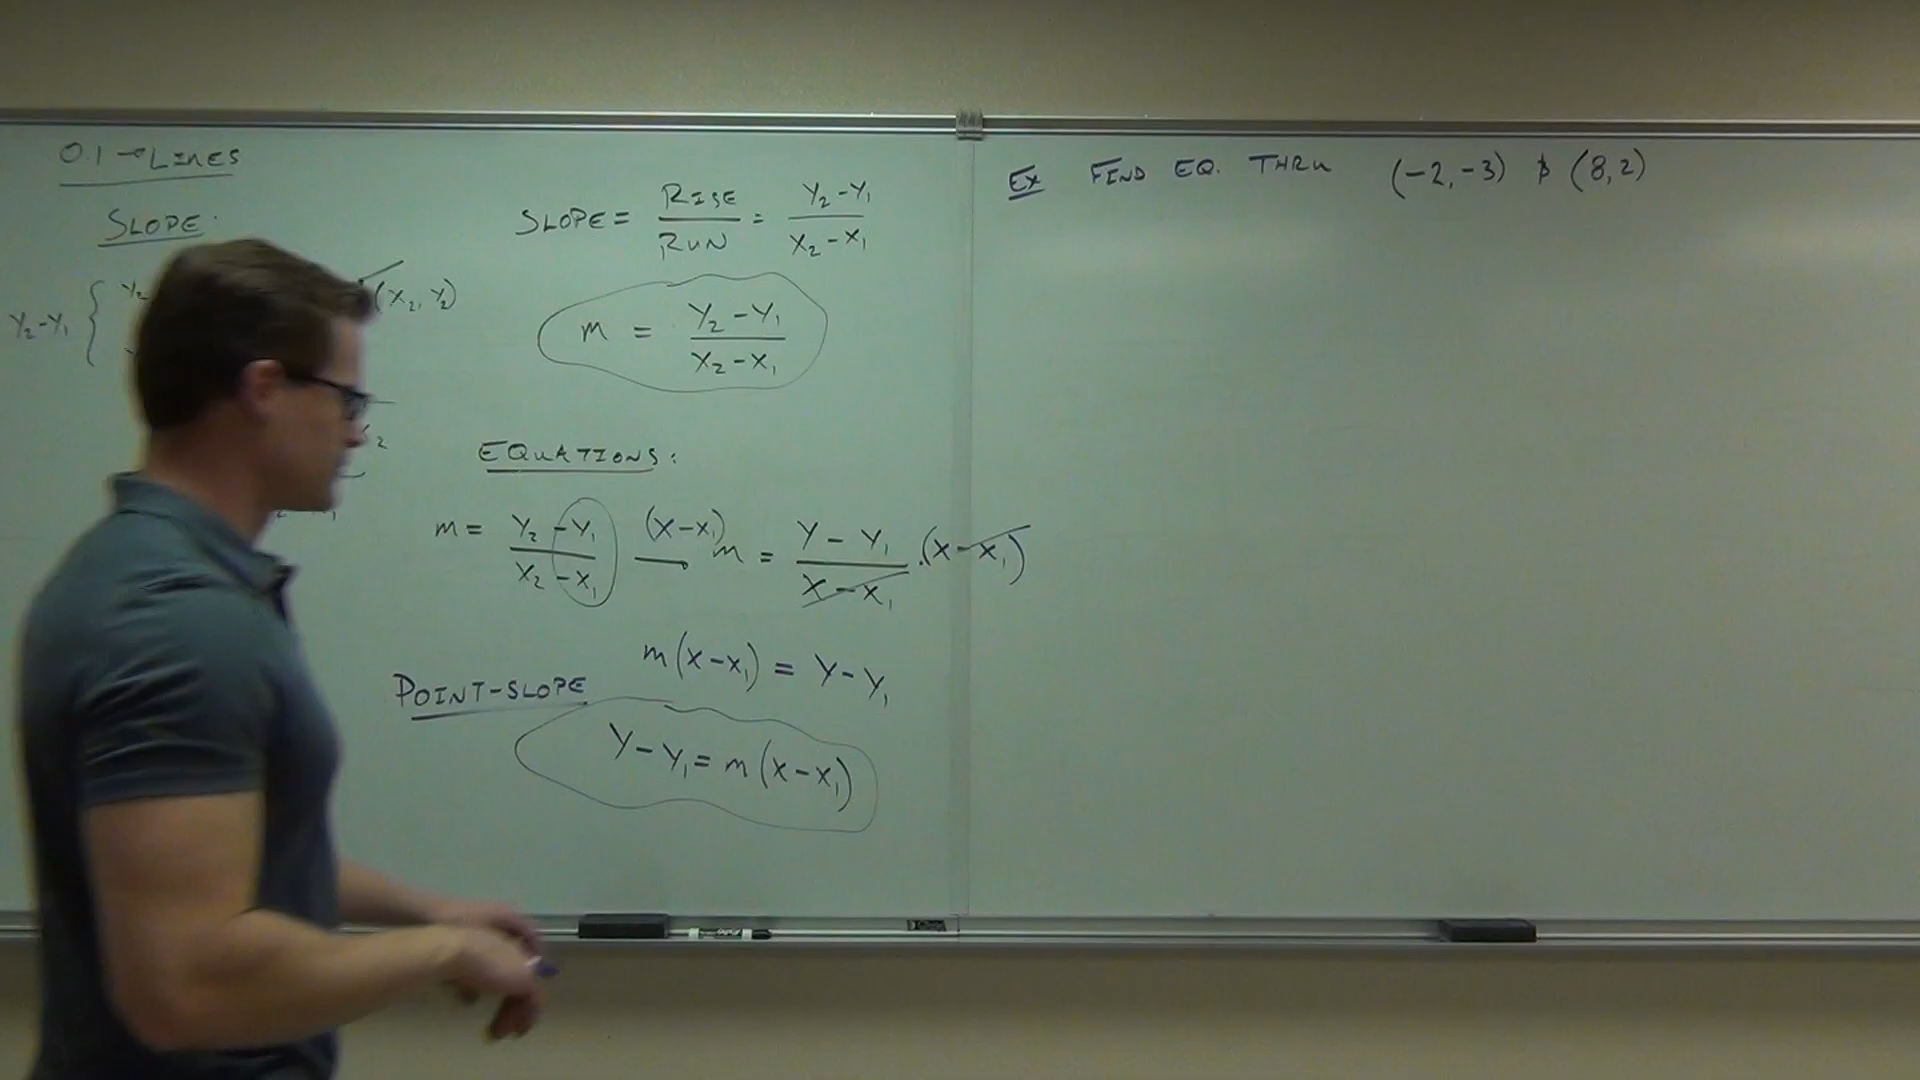 0.1 → LINES
SLOPE:
Y₂-Y₁ { Y₂
(X₂, Y₂)
SLOPE = RISE/RUN = Y₂-Y₁/X₂-X₁
m = Y₂-Y₁/X₂-X₁
EQUATIONS:
m = Y₂-Y₁/X₂-X₁ (X-X₁) m = Y-Y₁/X-X₁ · (X-X₁)
m(X-X₁) = Y-Y₁
POINT-SLOPE
Y-Y₁ = m(X-X₁)
EX FIND EQ. THRU (-2,-3) & (8,2)